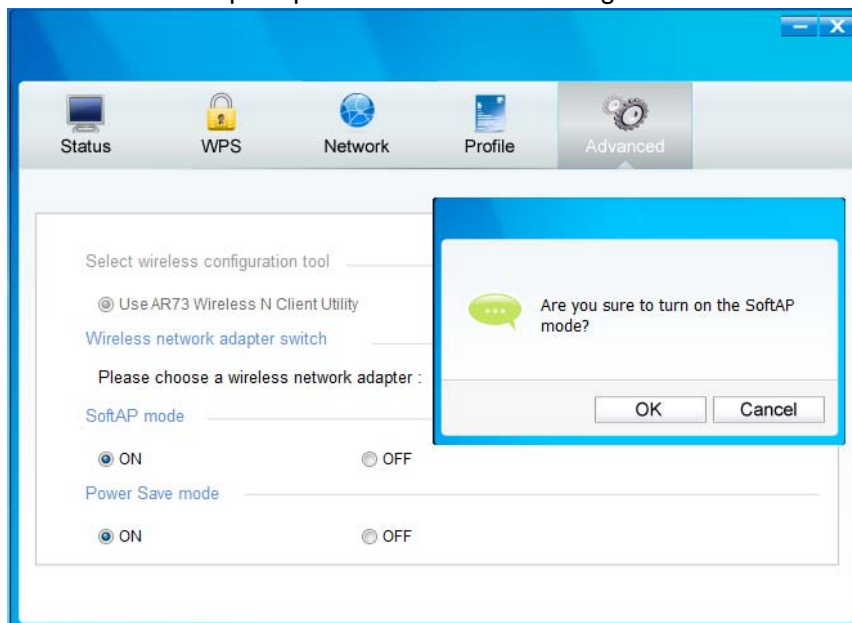 Status WPS Network Profile Advanced
Select wireless configuration tool
Use AR73 Wireless N Client Utility
Wireless network adapter switch
Please choose a wireless network adapter :
SoftAP mode
ON OFF
Power Save mode
ON OFF
Are you sure to turn on the SoftAP
mode?
OK Cancel